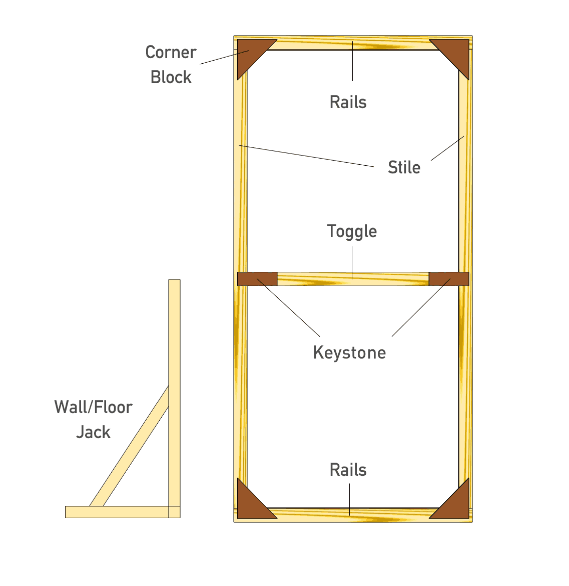 Corner
Block
Rails
Stile
Toggle
Keystone
Wall/Floor
Jack
Rails